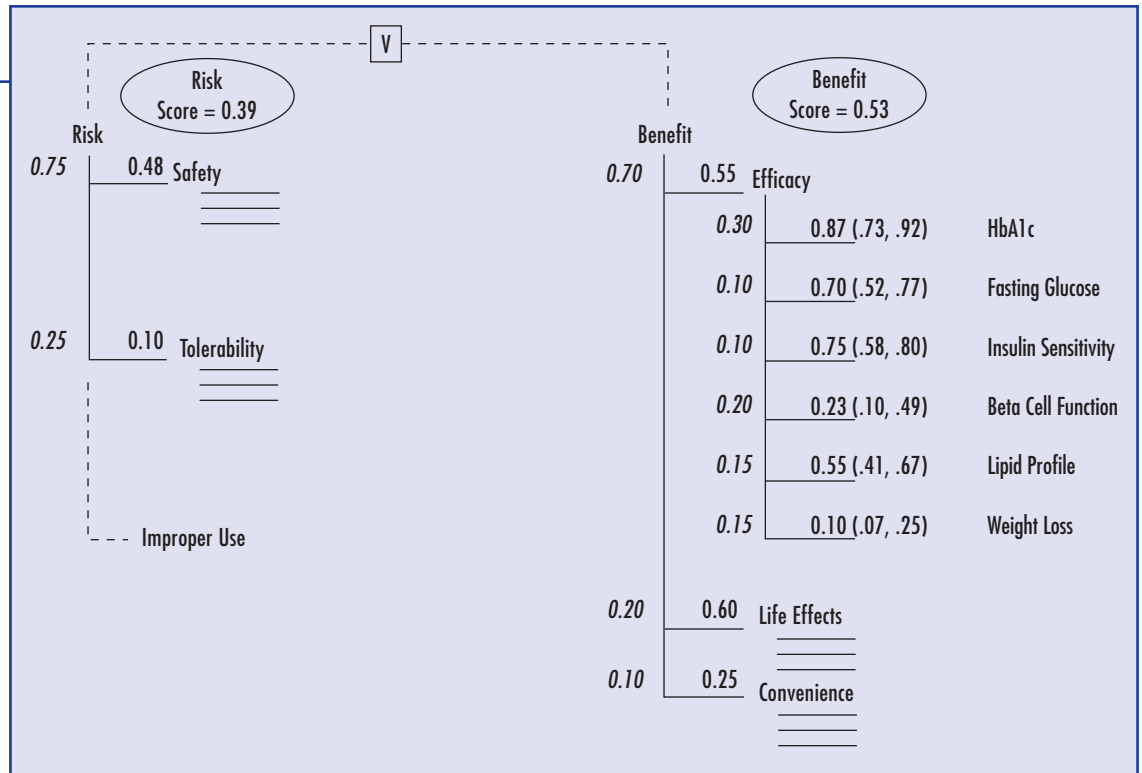 V
Risk
Score = 0.39
Benefit
Score = 0.53
Risk
0.75 0.48 Safety
0.25 0.10 Tolerability
Improper Use
Benefit
0.70 0.55 Efficacy
0.30 0.87 (.73, .92) HbA1c
0.10 0.70 (.52, .77) Fasting Glucose
0.10 0.75 (.58, .80) Insulin Sensitivity
0.20 0.23 (.10, .49) Beta Cell Function
0.15 0.55 (.41, .67) Lipid Profile
0.15 0.10 (.07, .25) Weight Loss
0.20 0.60 Life Effects
0.10 0.25 Convenience